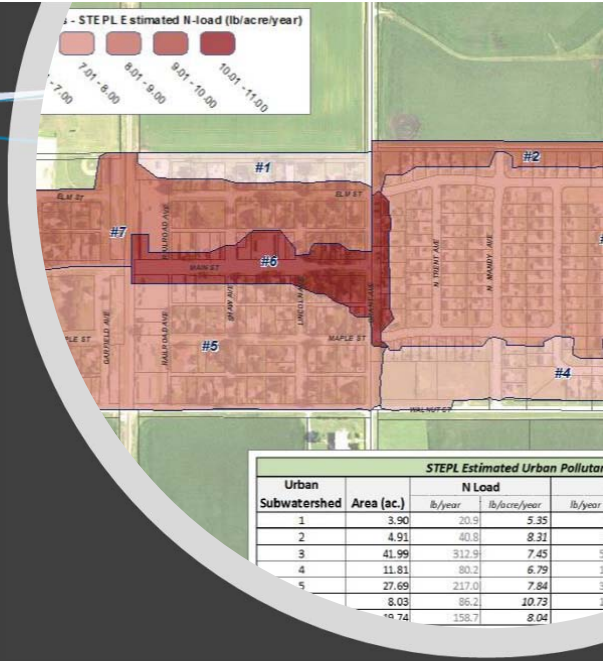 - STEPL Estimated N-load (lb/acre/year)
- 7.00
7.01 - 8.00
8.01 - 9.00
9.01 - 10.00
10.01 - 11.00
#1
#2
ELM ST
ELM ST
#7
RAILROAD AVE
#6
MAIN ST
N. TRENT AVE
N. MANDY AVE
SHAW AVE
LINCOLN AVE
GARFIELD AVE
RAILROAD AVE
#5
MAPLE ST
PLE ST
#4
WALNUT ST
STEPL Estimated Urban Pollutan
Urban Subwatershed Area (ac.) N Load
lb/year lb/acre/year lb/year
1 3.90 20.9 5.35
2 4.91 40.8 8.31
3 41.99 312.9 7.45
4 11.81 80.2 6.79
5 27.69 217.0 7.84
8.03 86.2 10.73
19.74 158.7 8.04